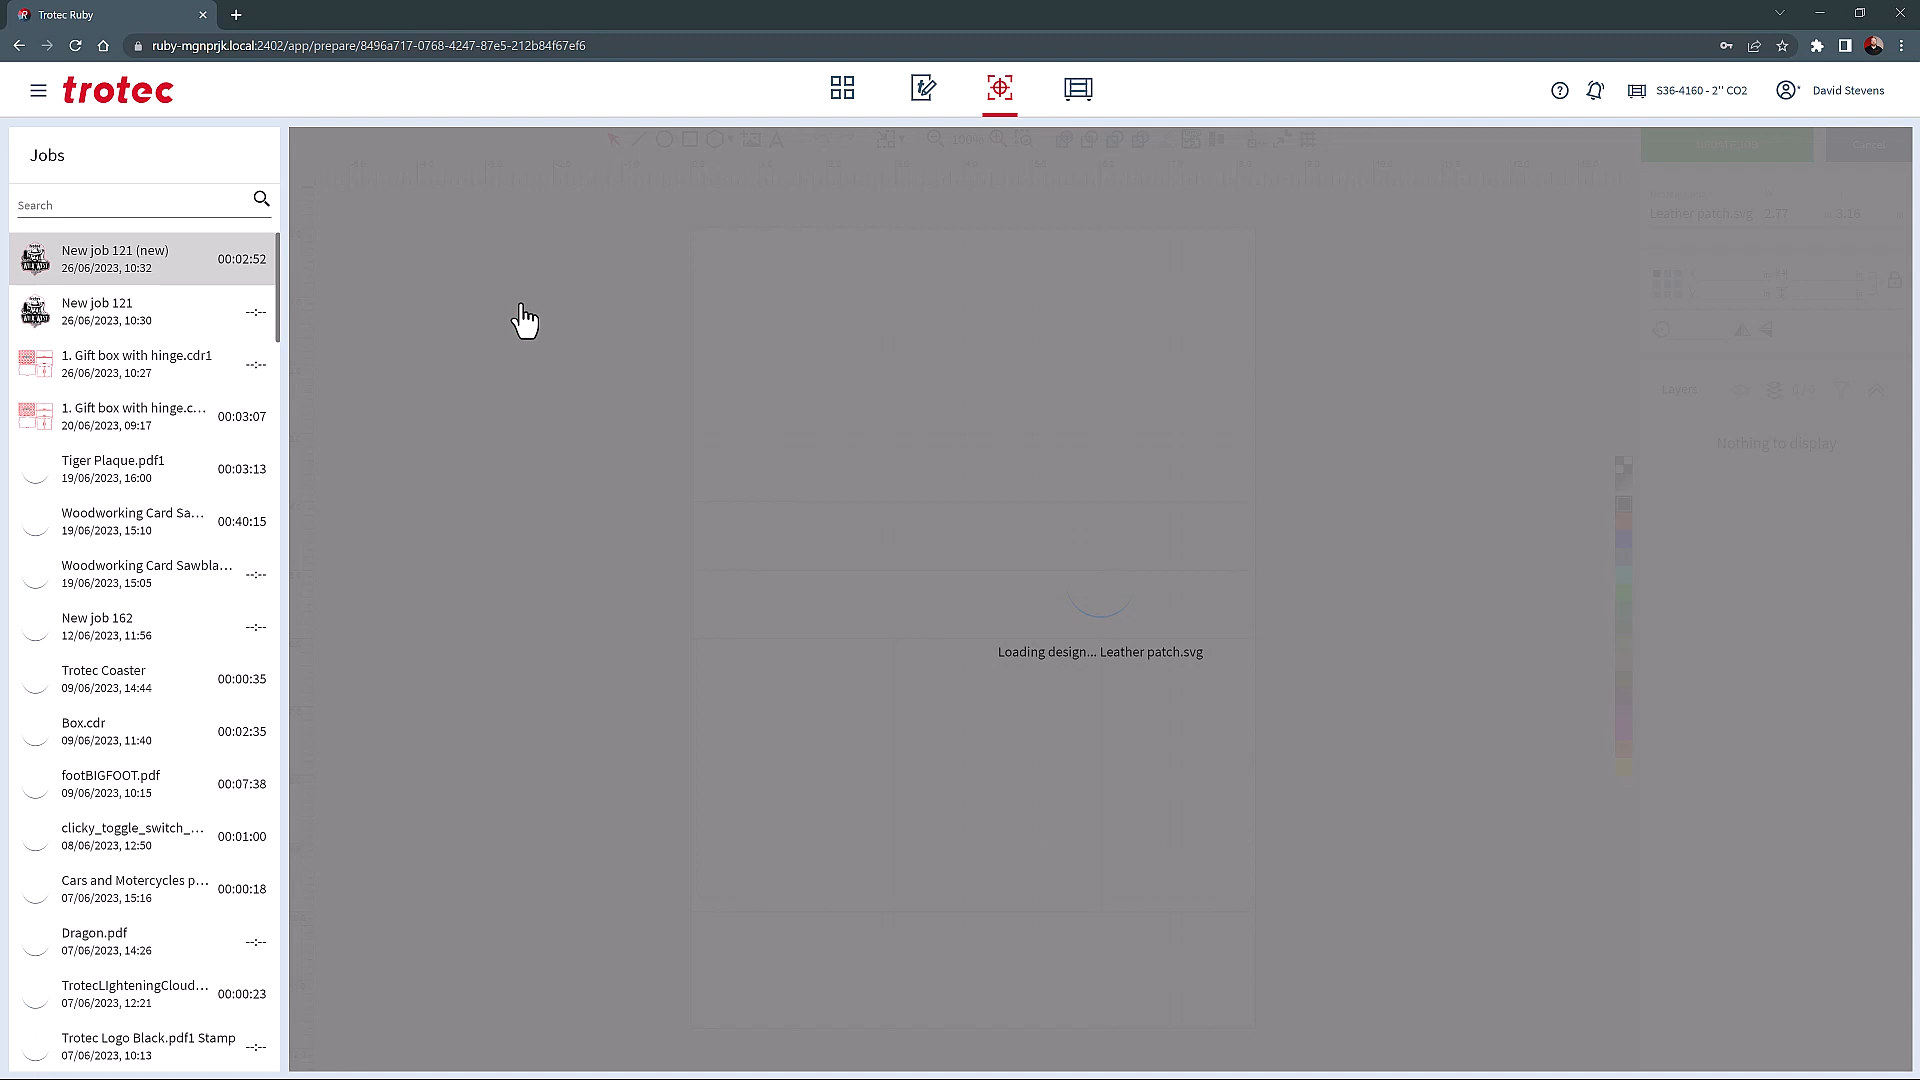 Trotec Ruby
ruby-mgnprjk.local:2402/app/prepare/8496a717-0768-4247-87e5-212b84f67ef6
trotec
S36-4160 - 2'' CO2
David Stevens
Jobs
Search
New job 121 (new)
26/06/2023, 10:32
00:02:52
New job 121
26/06/2023, 10:30
--:--
1. Gift box with hinge.cdr1
26/06/2023, 10:27
--:--
1. Gift box with hinge.c...
20/06/2023, 09:17
00:03:07
Tiger Plaque.pdf1
19/06/2023, 16:00
00:03:13
Woodworking Card Sa...
19/06/2023, 15:10
00:40:15
Woodworking Card Sawbla...
19/06/2023, 15:05
--:--
New job 162
12/06/2023, 11:56
--:--
Trotec Coaster
09/06/2023, 14:44
00:00:35
Box.cdr
09/06/2023, 11:40
00:02:35
footBIGFOOT.pdf
09/06/2023, 10:15
00:07:38
clicky_toggle_switch_...
08/06/2023, 12:50
00:01:00
Cars and Motercycles p...
07/06/2023, 15:16
00:00:18
Dragon.pdf
07/06/2023, 14:26
--:--
TrotecLIghteningCloud...
07/06/2023, 12:21
00:00:23
Trotec Logo Black.pdf1 Stamp
07/06/2023, 10:13
--:--
100%
Loading design... Leather patch.svg
Cancel
Leather patch.svg 2.77 3.16
Layers 0 / 0
Nothing to display